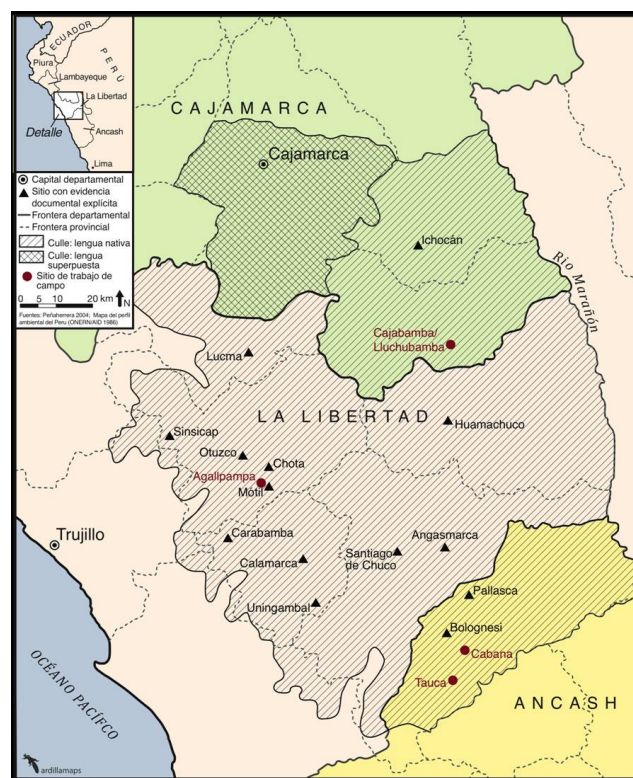 ECUADOR
PERÚ
Piura
Lambayeque
La Libertad
Detalle
Ancash
Lima
Capital departamental
Sitio con evidencia
documental explícita
Frontera departamental
Frontera provincial
Culle: lengua nativa
Culle: lengua
superpuesta
Sitio de trabajo de
campo
0 5 10 20 km
N
Fuentes: Peñaherrera 2004; Mapa del perfil
ambiental del Peru (ONERN/AID 1986)
CAJAMARCA
Cajamarca
Ichocán
Río Marañón
Cajabamba/
Lluchubamba
Lucma
LA LIBERTAD
Huamachuco
Sinsicap
Otuzco
Chota
Agallpampa
Mótil
Trujillo
Carabamba
Calamarca
Santiago
de Chuco
Angasmarca
Uningambal
Pallasca
Bolognesi
Cabana
Tauca
ANCASH
OCÉANO PACÍFCO
ardillamaps